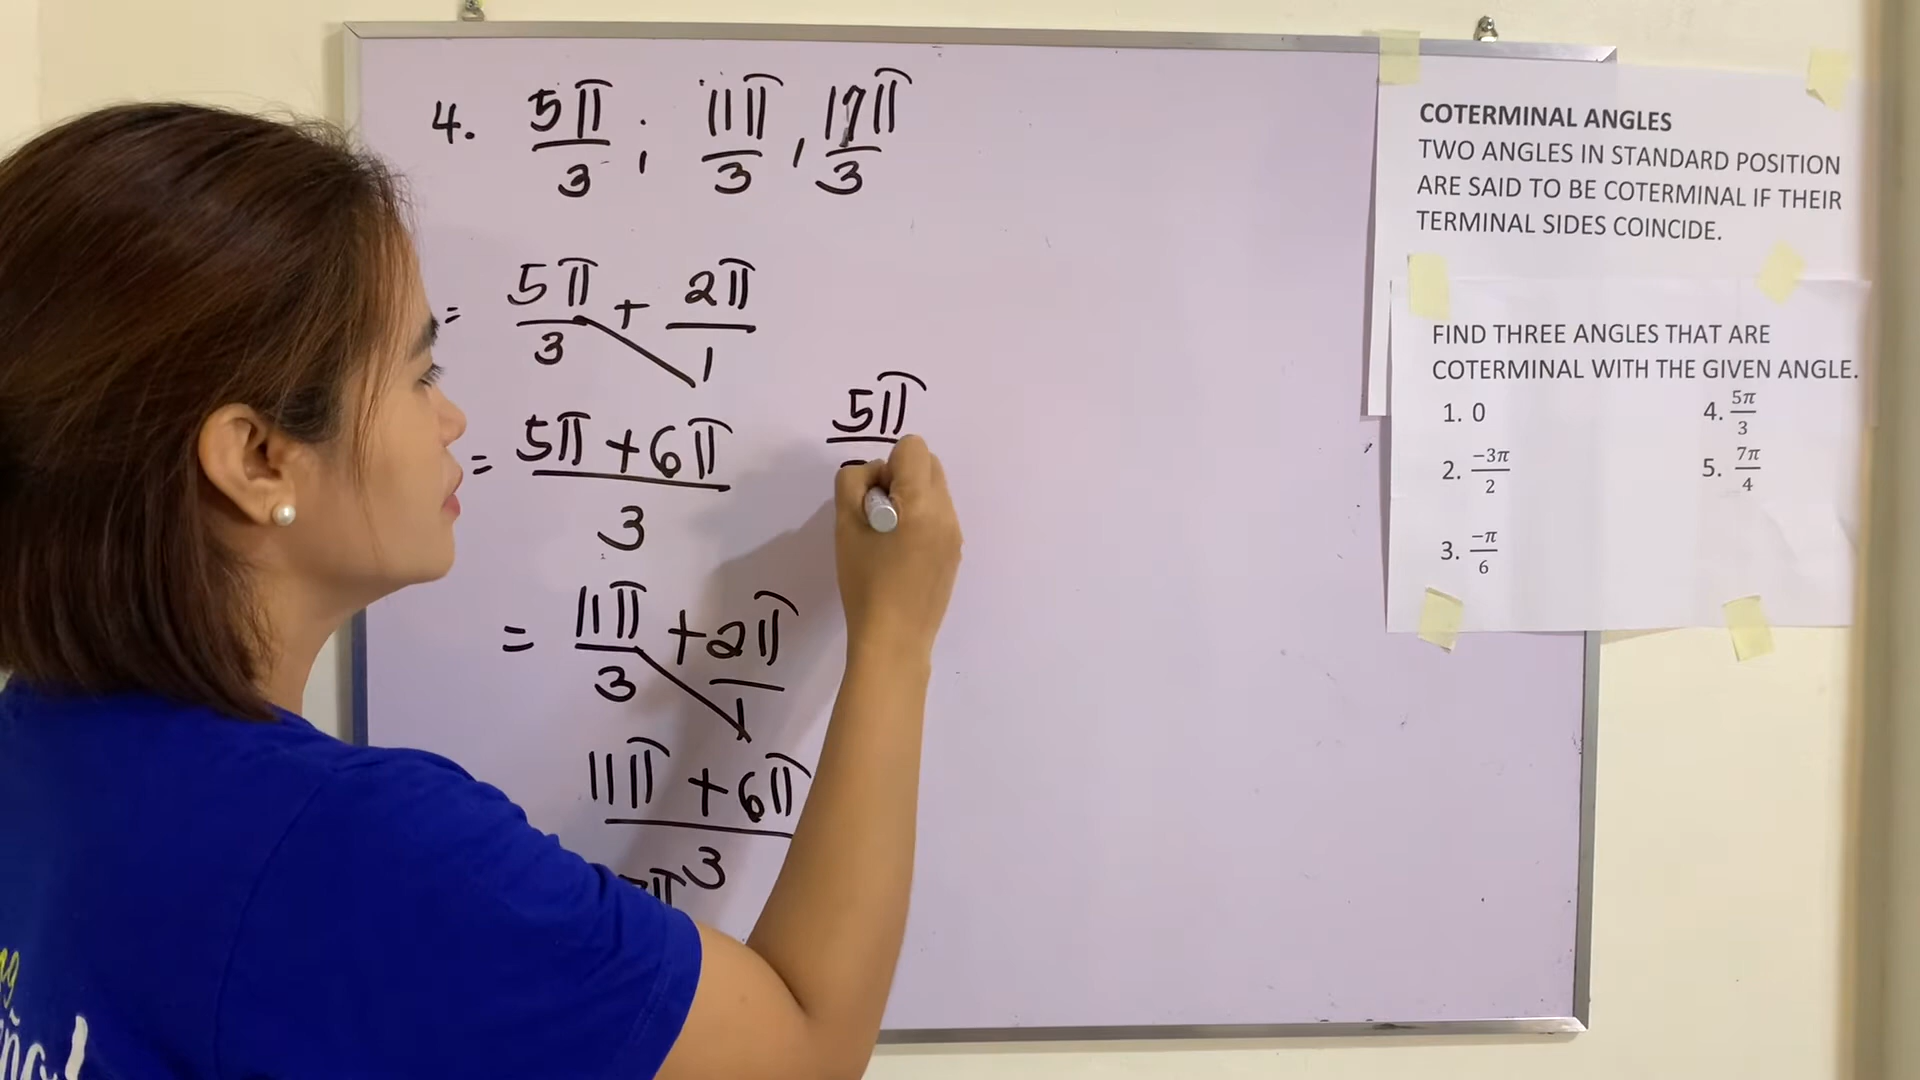 4. 5π/3 ; 11π/3 , 17π/3
= 5π/3 + 2π/1
= 5π + 6π / 3
= 11π/3 + 2π/1
11π + 6π / 3
5π
COTERMINAL ANGLES
TWO ANGLES IN STANDARD POSITION
ARE SAID TO BE COTERMINAL IF THEIR
TERMINAL SIDES COINCIDE.
FIND THREE ANGLES THAT ARE
COTERMINAL WITH THE GIVEN ANGLE.
1. 0
2. -3π/2
3. -π/6
4. 5π/3
5. 7π/4